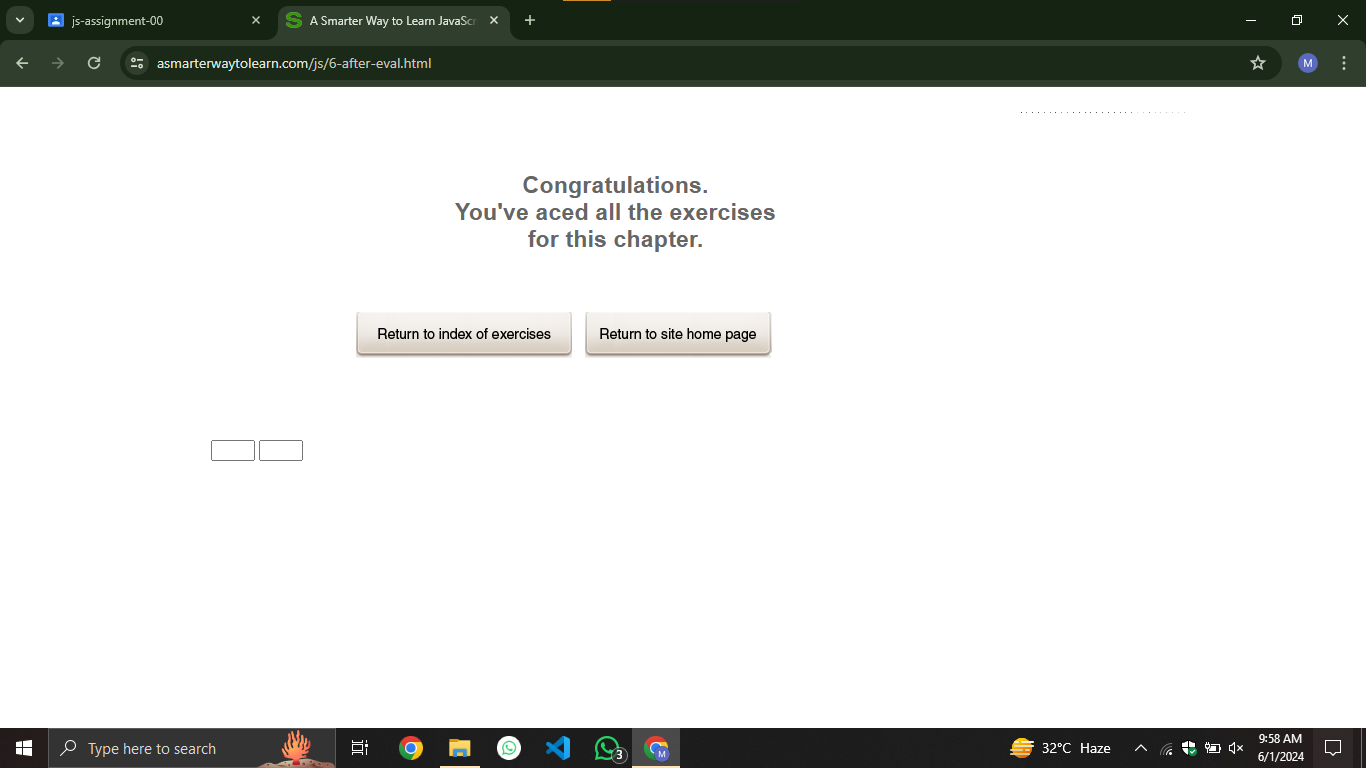 js-assignment-00
A Smarter Way to Learn JavaScr
asmarterwaytolearn.com/js/6-after-eval.html
M
Congratulations.
You've aced all the exercises
for this chapter.
Return to index of exercises
Return to site home page
Type here to search
3
M
32°C Haze
9:58 AM
6/1/2024